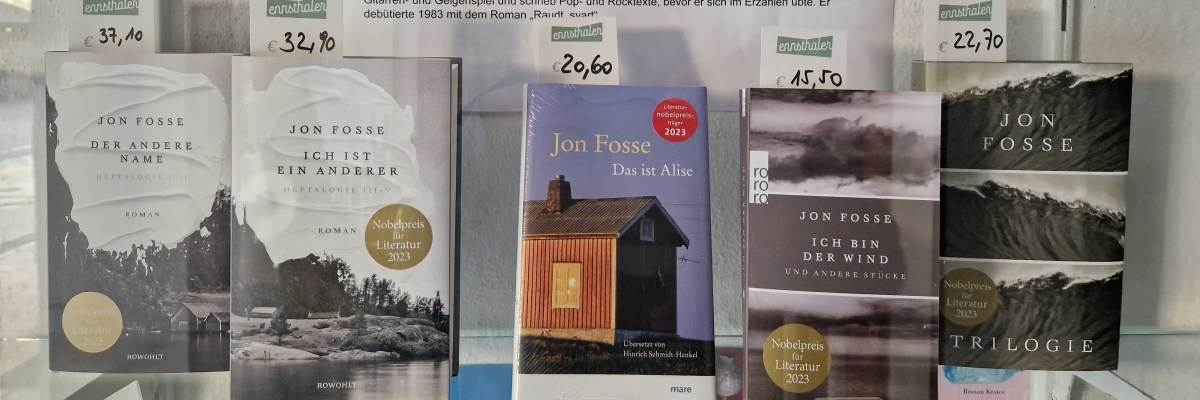 Gitarren- und Geigenspiel und schrieb Pop- und Rocktexte, bevor er sich im Erzählen übte. Er
debütierte 1983 mit dem Roman „Raudt, svart“
ennsthaler
€ 37,10
JON FOSSE
DER ANDERE
NAME
HEPTALOGIE I–II
ROMAN
Nobelpreis
für
Literatur
2023
ROWOHLT
ennsthaler
€ 32,90
JON FOSSE
ICH IST
EIN ANDERER
HEPTALOGIE III–V
ROMAN
Nobelpreis
für
Literatur
2023
ROWOHLT
ennsthaler
€ 20,60
Literatur-
nobelpreis-
träger
2023
Jon Fosse
Das ist Alise
Übersetzt von
Hinrich Schmidt-Henkel
mare
ennsthaler
€ 15,50
ro
ro
ro
JON FOSSE
ICH BIN
DER WIND
UND ANDERE STÜCKE
Nobelpreis
für
Literatur
2023
ennsthaler
€ 22,70
JON
FOSSE
Nobelpreis
für
Literatur
2023
TRILOGIE
Roman Köster